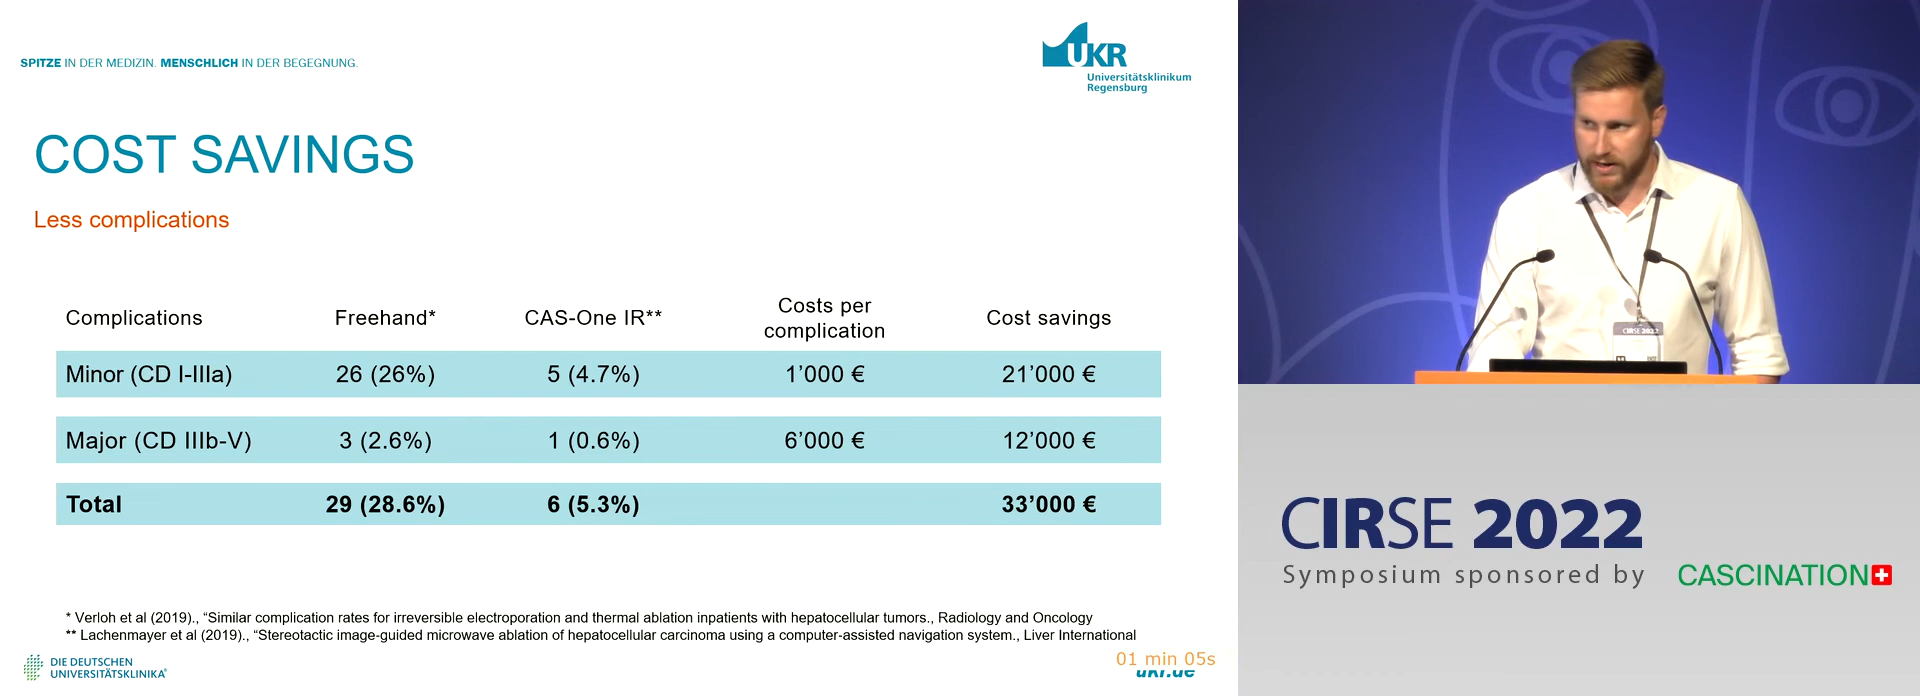 SPITZE IN DER MEDIZIN. MENSCHLICH IN DER BEGEGNUNG.
UKR
Universitätsklinikum
Regensburg
COST SAVINGS
Less complications
Complications Freehand* CAS-One IR** Costs per complication Cost savings
Minor (CD I-IIIa) 26 (26%) 5 (4.7%) 1’000 € 21’000 €
Major (CD IIIb-V) 3 (2.6%) 1 (0.6%) 6’000 € 12’000 €
Total 29 (28.6%) 6 (5.3%) 33’000 €
* Verloh et al (2019)., “Similar complication rates for irreversible electroporation and thermal ablation inpatients with hepatocellular tumors., Radiology and Oncology
** Lachenmayer et al (2019)., “Stereotactic image-guided microwave ablation of hepatocellular carcinoma using a computer-assisted navigation system., Liver International
DIE DEUTSCHEN
UNIVERSITÄTSKLINIKA®
01 min 05s
ukr.de
CIRSE 2022
CIRSE 2022
Symposium sponsored by CASCINATION